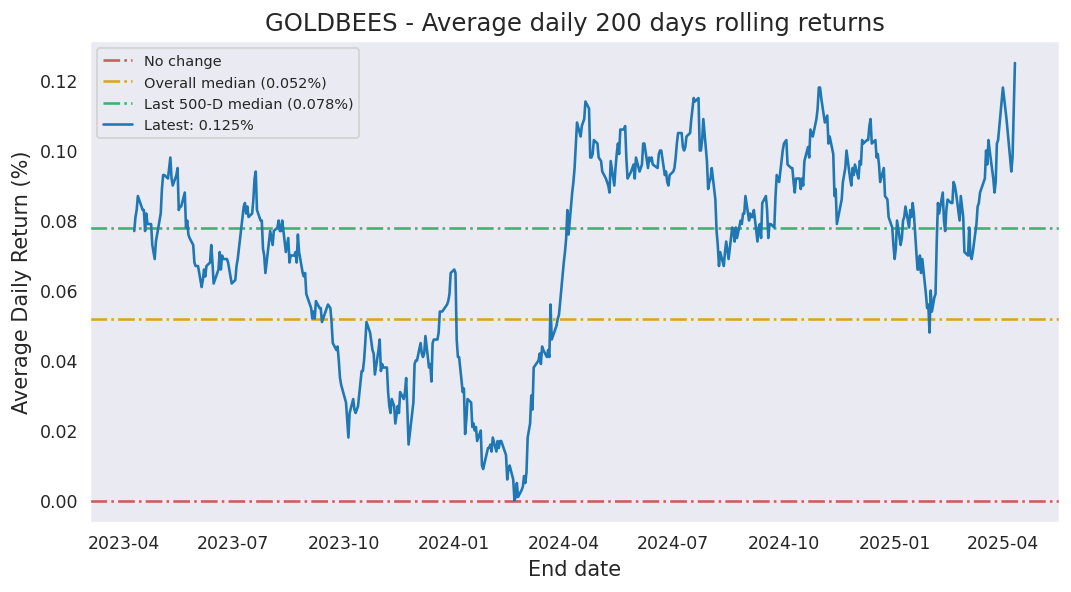 GOLDBEES - Average daily 200 days rolling returns
No change
Overall median (0.052%)
Last 500-D median (0.078%)
Latest: 0.125%
Average Daily Return (%)
0.12
0.10
0.08
0.06
0.04
0.02
0.00
2023-04 2023-07 2023-10 2024-01 2024-04 2024-07 2024-10 2025-01 2025-04
End date